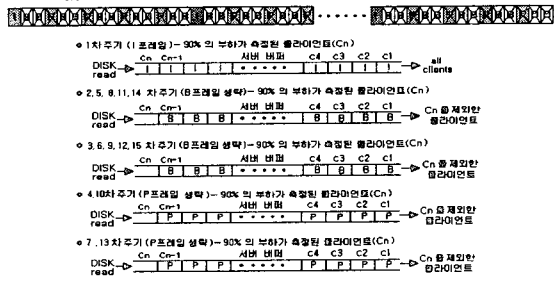 o 1차 주기 (I 프레임) - 90% 의 부하가 측정된 클라이언트(Cn)
Cn Cn-1 서버 버퍼 c4 c3 c2 c1
DISK read I I I ••••• I I I I all clients
o 2, 5, 8, 11, 14 차 주기 (B프레임 생략) - 90% 의 부하가 측정된 클라이언트(Cn)
Cn Cn-1 서버 버퍼 c4 c3 c2 c1
DISK read B B B ••••• B B B B Cn 을 제외한 클라이언트
o 3, 6, 9, 12, 15 차 주기 (B프레임 생략) - 90% 의 부하가 측정된 클라이언트(Cn)
Cn Cn-1 서버 버퍼 c4 c3 c2 c1
DISK read B B B ••••• B B B B Cn 을 제외한 클라이언트
o 4, 10차 주기 (P프레임 생략) - 90% 의 부하가 측정된 클라이언트(Cn)
Cn Cn-1 서버 버퍼 c4 c3 c2 c1
DISK read P P P ••••• P P P P Cn 을 제외한 클라이언트
o 7, 13차 주기 (P프레임 생략) - 90% 의 부하가 측정된 클라이언트(Cn)
Cn Cn-1 서버 버퍼 c4 c3 c2 c1
DISK read P P P ••••• P P P P Cn 을 제외한 클라이언트